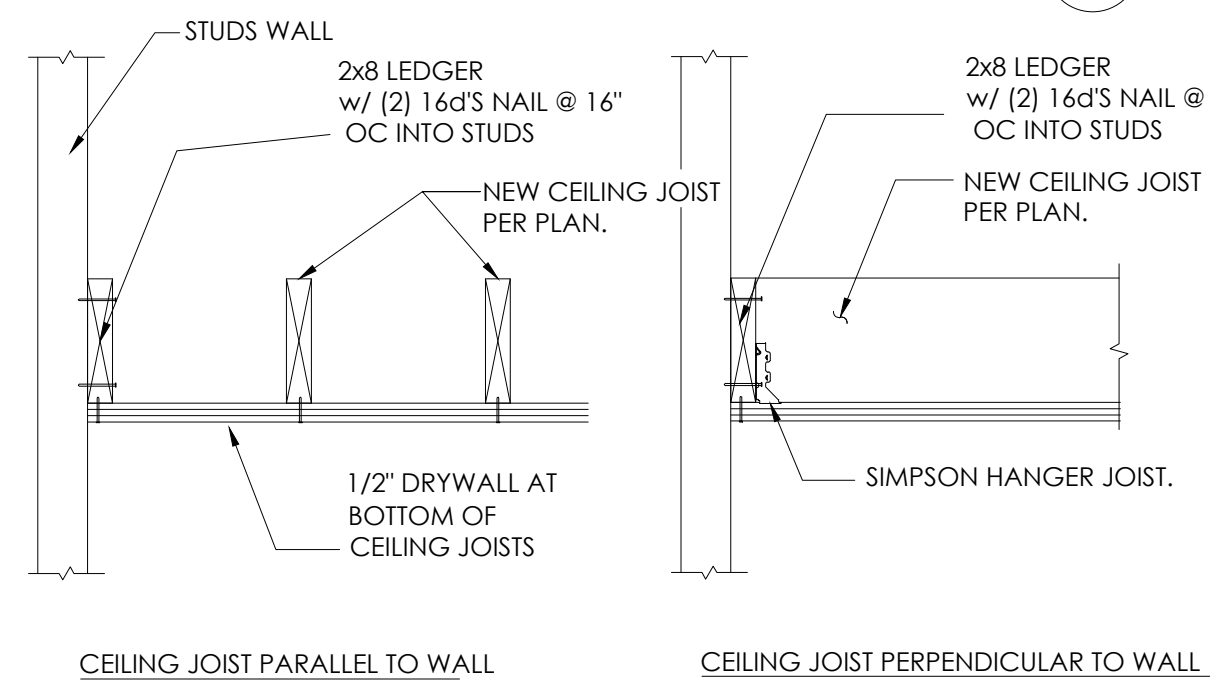 STUDS WALL
2x8 LEDGER
w/ (2) 16d'S NAIL @ 16"
OC INTO STUDS
NEW CEILING JOIST
PER PLAN.
1/2" DRYWALL AT
BOTTOM OF
CEILING JOISTS
CEILING JOIST PARALLEL TO WALL
2x8 LEDGER
w/ (2) 16d'S NAIL @
OC INTO STUDS
NEW CEILING JOIST
PER PLAN.
SIMPSON HANGER JOIST.
CEILING JOIST PERPENDICULAR TO WALL